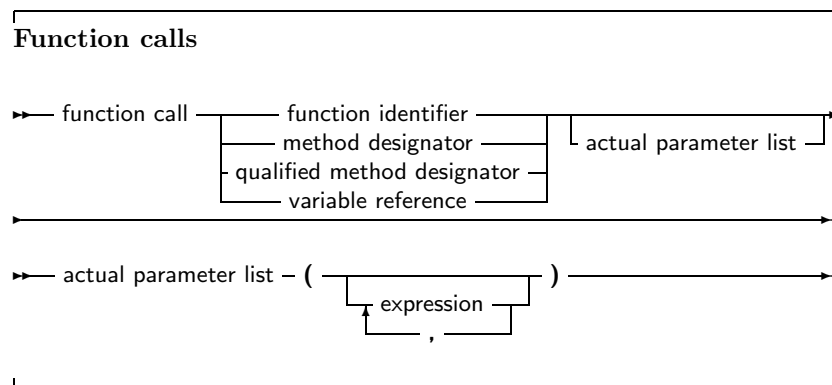 Function calls
function call function identifier
method designator actual parameter list
qualified method designator
variable reference
actual parameter list ( )
expression
,